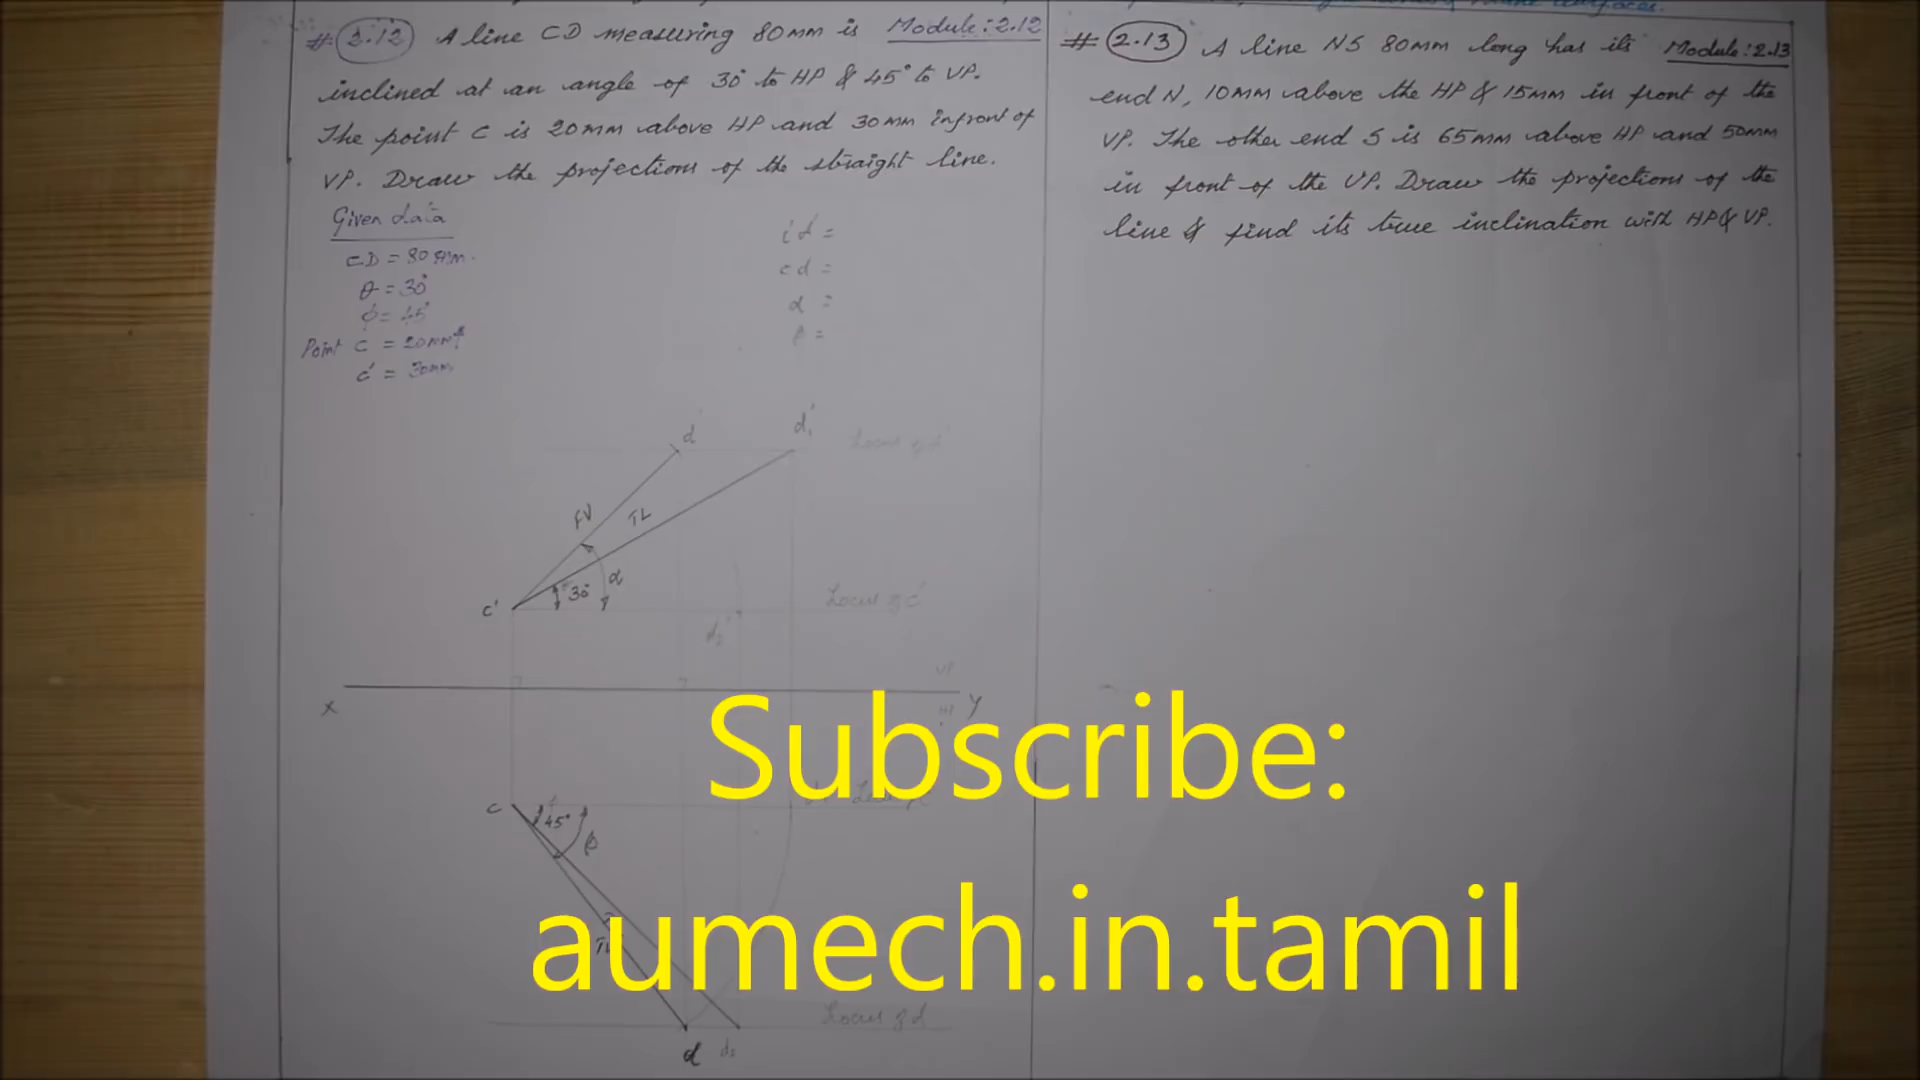 # 2.12 A line CD measuring 80mm is Module: 2.12
inclined at an angle of 30° to HP & 45° to VP.
The point C is 20mm above HP and 30mm infront of
VP. Draw the projections of the straight line.
Given data
CD = 80mm.
θ = 30°
φ = 45°
Point C = 20mm↑
c' = 30mm
cd =
α =
β =
# 2.13 A line NS 80mm long has its Module: 2.13
end N, 10mm above the HP & 15mm in front of the
VP. The other end S is 65mm above HP and 50mm
in front of the VP. Draw the projections of the
line & find its true inclination with HP & VP.
d'
d₁'
FV
TL
α
30°
c'
Locus of c'
d₂'
VP
X
Y
HP
c
45°
β
TL
Locus of d
d
d₂
Subscribe:
aumech.in.tamil